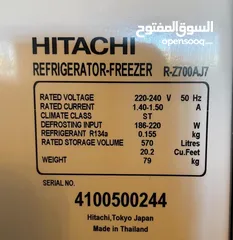 السوق المفتوح
opensooq.com
HITACHI
REFRIGERATOR-FREEZER R-Z700AJ7
RATED VOLTAGE 220-240 V 50 Hz
RATED CURRENT 1.40-1.50 A
CLIMATE CLASS ST
DEFROSTING INPUT 186-220 W
REFRIGERANT R134a 0.155 kg
RATED STORAGE VOLUME 570 Litres
20.2 Cu.Feet
WEIGHT 79 kg
4100500244
Hitachi,Tokyo Japan
Made in Thailand